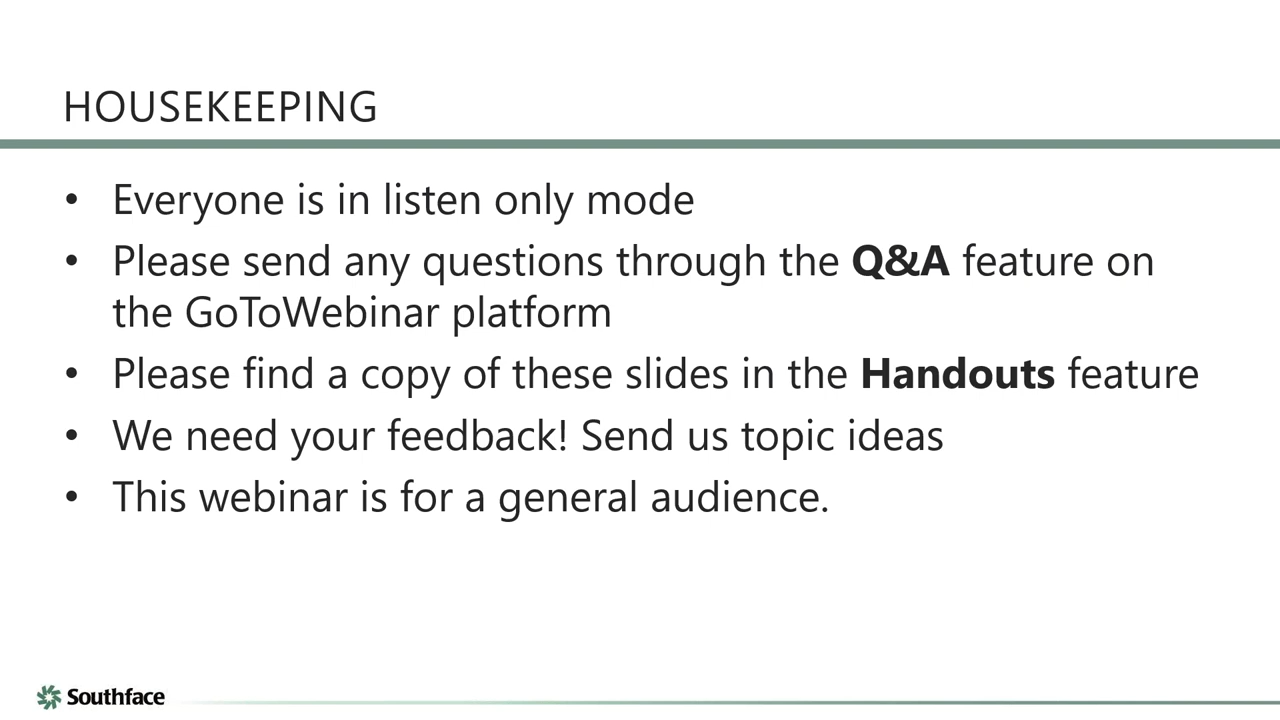 HOUSEKEEPING
• Everyone is in listen only mode
• Please send any questions through the Q&A feature on
the GoToWebinar platform
• Please find a copy of these slides in the Handouts feature
• We need your feedback! Send us topic ideas
• This webinar is for a general audience.
Southface